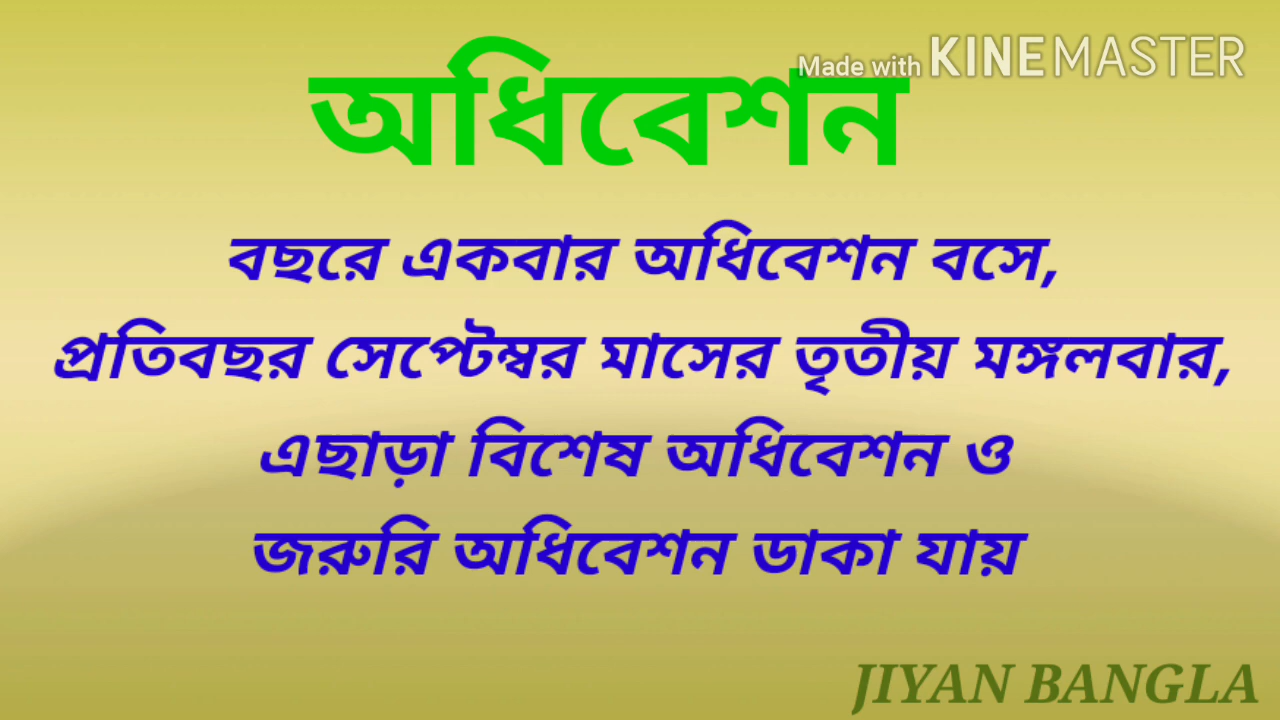 Made with KINEMASTER
অধিবেশন
বছরে একবার অধিবেশন বসে,
প্রতিবছর সেপ্টেম্বর মাসের তৃতীয় মঙ্গলবার,
এছাড়া বিশেষ অধিবেশন ও
জরুরি অধিবেশন ডাকা যায়
JIYAN BANGLA